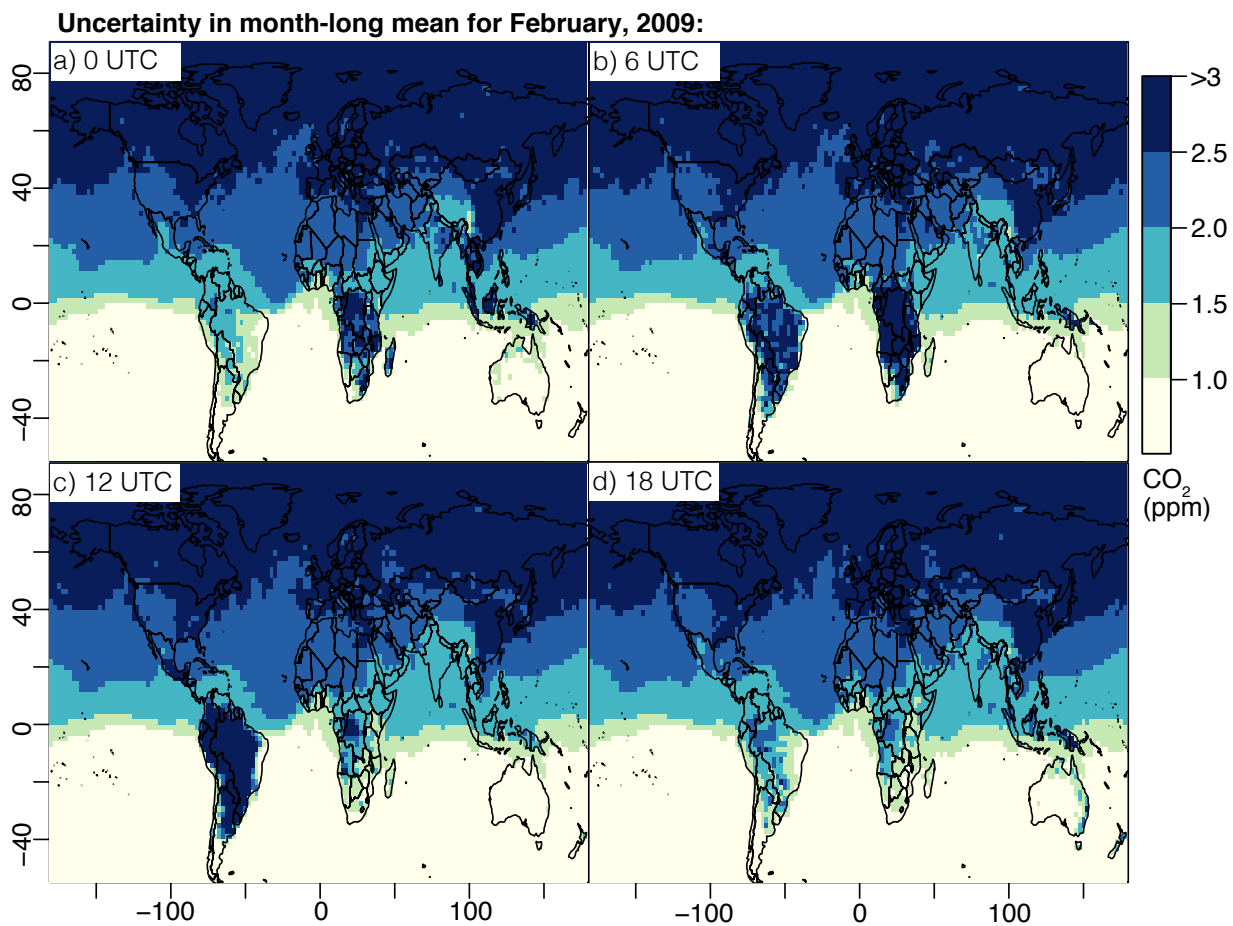 Uncertainty in month-long mean for February, 2009:
a) 0 UTC
b) 6 UTC
80
40
0
−40
>3
2.5
2.0
1.5
1.0
CO2
(ppm)
c) 12 UTC
d) 18 UTC
80
40
0
−40
−100
0
100
−100
0
100